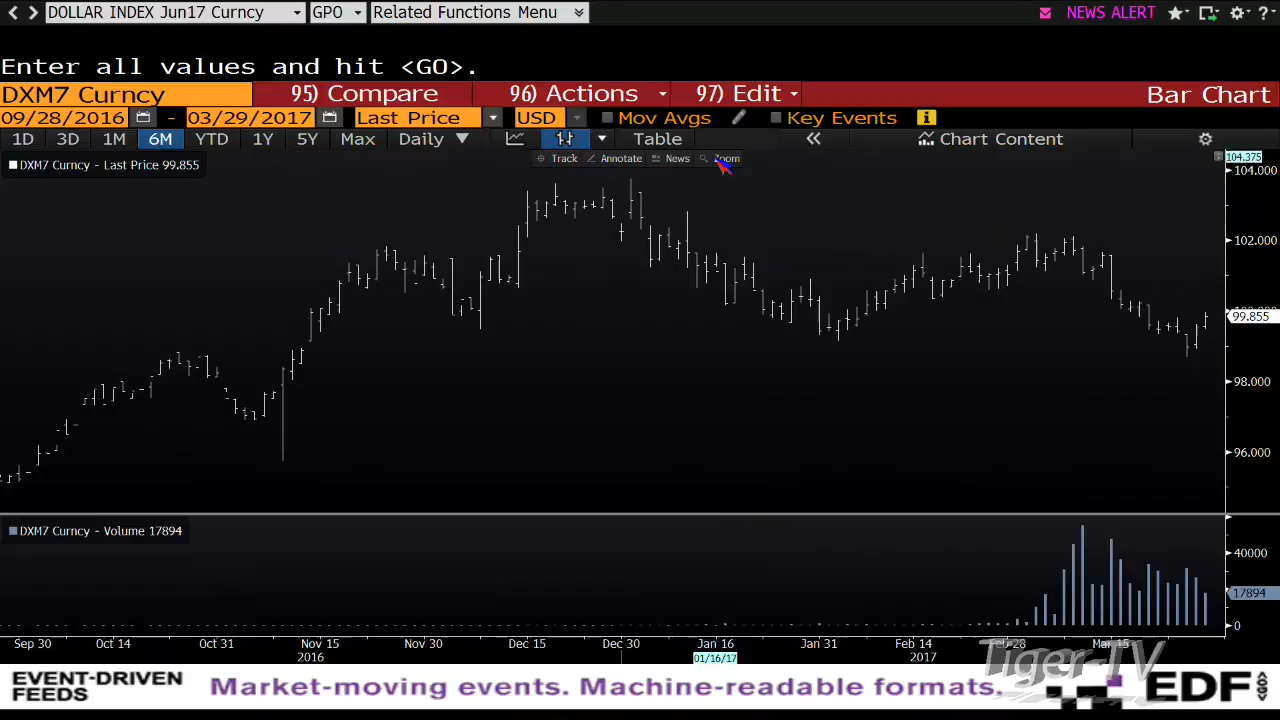 DOLLAR INDEX Jun17 Curncy GPO Related Functions Menu NEWS ALERT ?
Enter all values and hit <GO>.
DXM7 Curncy 95) Compare 96) Actions 97) Edit Bar Chart
09/28/2016 - 03/29/2017 Last Price USD Mov Avgs Key Events i
1D 3D 1M 6M YTD 1Y 5Y Max Daily Table Chart Content
Track Annotate News Zoom
DXM7 Curncy - Last Price 99.855
104.375
104.000
102.000
99.855
98.000
96.000
DXM7 Curncy - Volume 17894
40000
17894
0
Sep 30 Oct 14 Oct 31 Nov 15 Nov 30 Dec 15 Dec 30 Jan 16 Jan 31 Feb 14 Feb 28 Mar 15
2016 01/16/17 2017
Tiger-TV
EVENT-DRIVEN
FEEDS
Market-moving events. Machine-readable formats.
EDF